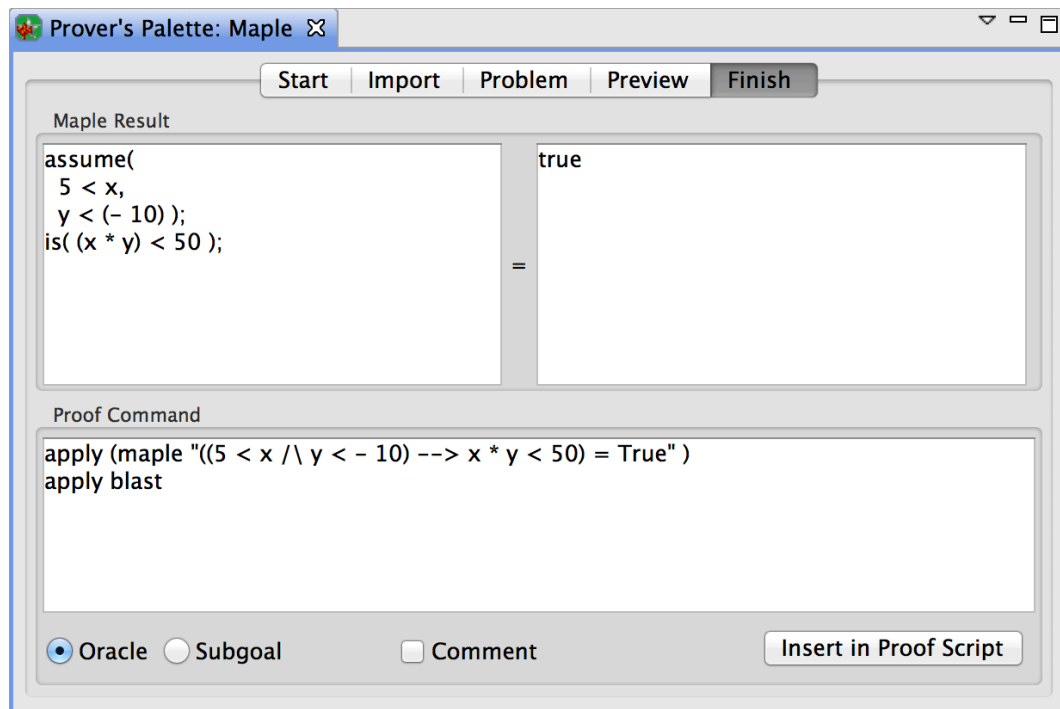 Prover's Palette: Maple
Start Import Problem Preview Finish
Maple Result
assume(
5 < x,
y < (- 10) );
is( (x * y) < 50 );
=
true
Proof Command
apply (maple "((5 < x /\ y < - 10) --> x * y < 50) = True" )
apply blast
Oracle Subgoal Comment Insert in Proof Script